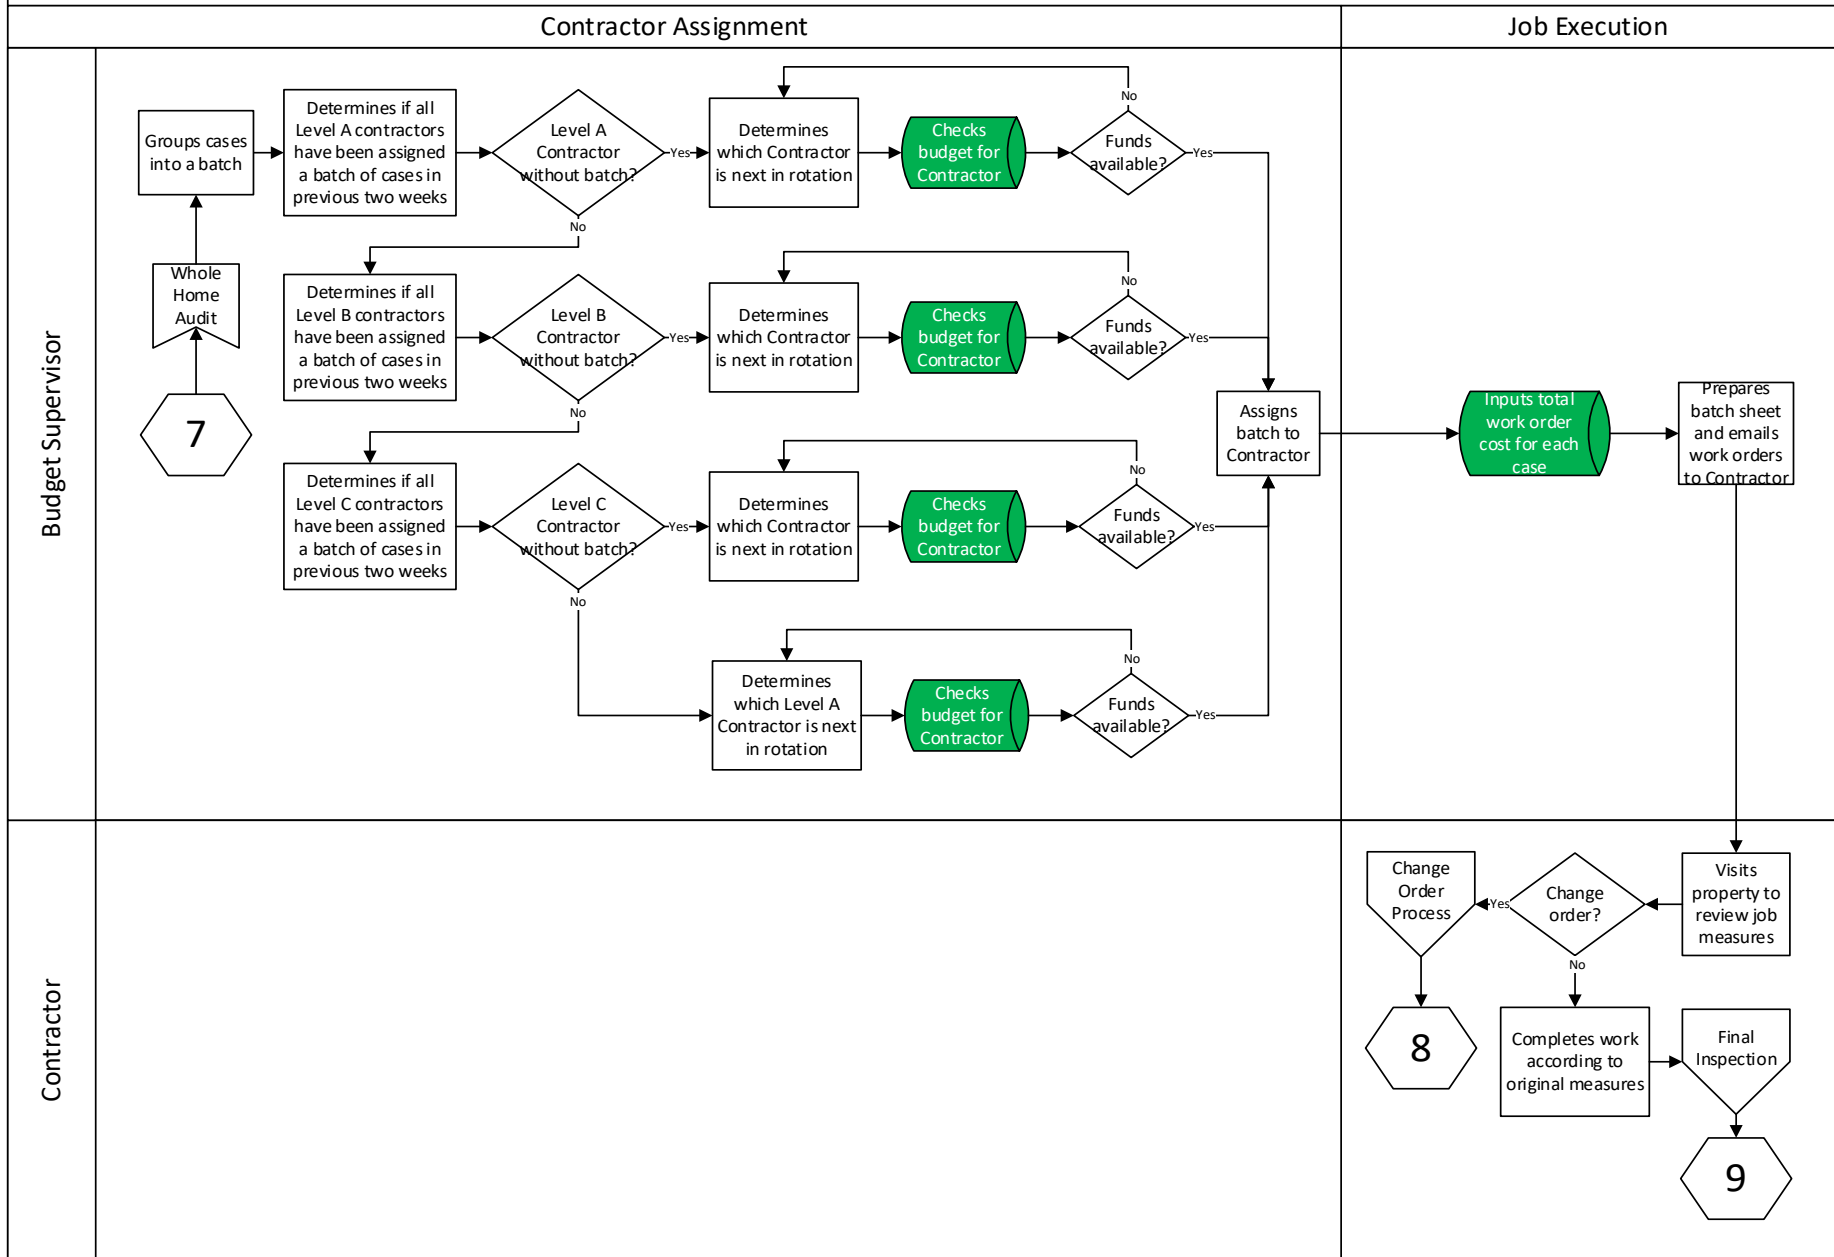 Contractor Assignment
Job Execution
Budget Supervisor
Groups cases
into a batch
Determines if all
Level A contractors
have been assigned
a batch of cases in
previous two weeks
Level A
Contractor
without batch?
Yes
No
Determines
which Contractor
is next in rotation
Checks
budget for
Contractor
Funds
available?
No
Yes
Whole
Home
Audit
7
Determines if all
Level B contractors
have been assigned
a batch of cases in
previous two weeks
Level B
Contractor
without batch?
Yes
No
Determines
which Contractor
is next in rotation
Checks
budget for
Contractor
Funds
available?
No
Yes
Determines if all
Level C contractors
have been assigned
a batch of cases in
previous two weeks
Level C
Contractor
without batch?
Yes
No
Determines
which Contractor
is next in rotation
Checks
budget for
Contractor
Funds
available?
No
Yes
Determines
which Level A
Contractor is next
in rotation
Checks
budget for
Contractor
Funds
available?
No
Yes
Assigns
batch to
Contractor
Inputs total
work order
cost for each
case
Prepares
batch sheet
and emails
work orders
to Contractor
Contractor
Visits
property to
review job
measures
Change
order?
Yes
No
Change
Order
Process
8
Completes work
according to
original measures
Final
Inspection
9